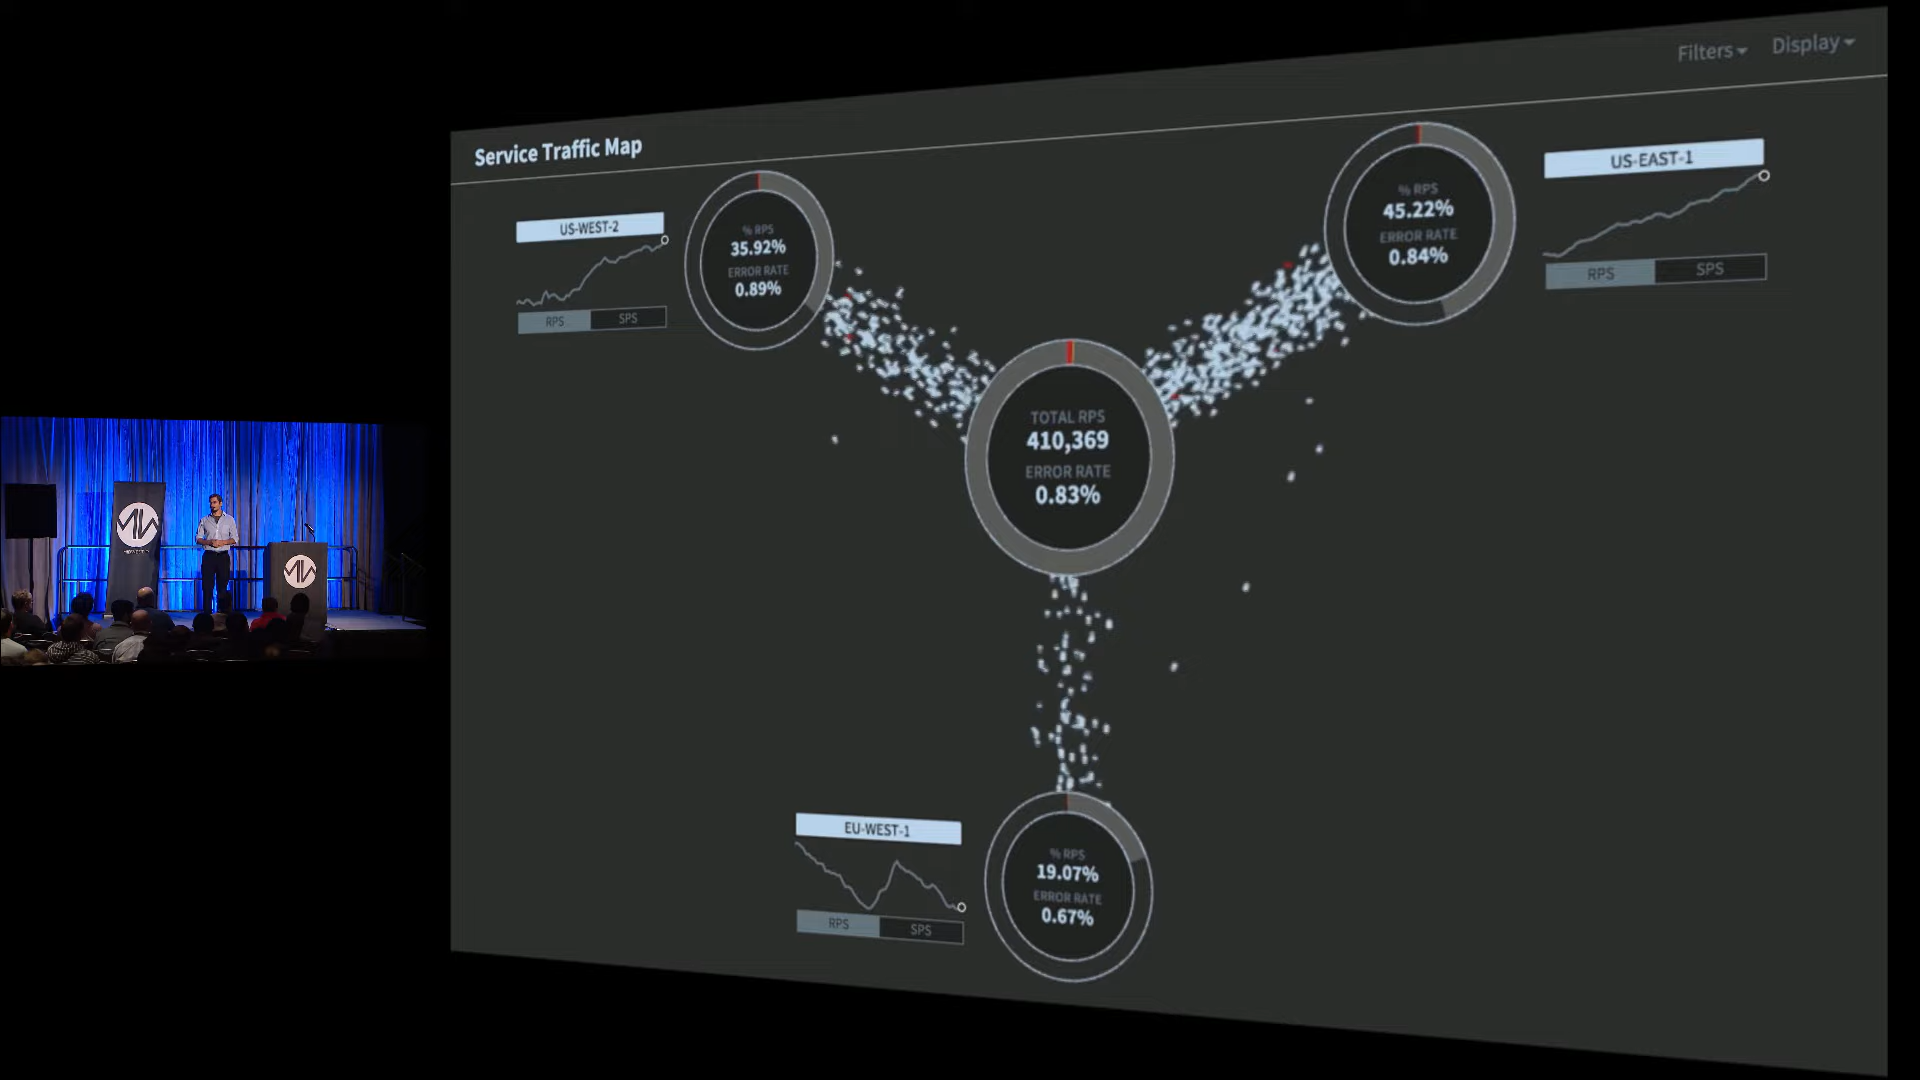 Filters
Display
Service Traffic Map
US-WEST-2
RPS
SPS
% RPS
35.92%
ERROR RATE
0.89%
% RPS
45.22%
ERROR RATE
0.84%
US-EAST-1
RPS
SPS
TOTAL RPS
410,369
ERROR RATE
0.83%
EU-WEST-1
RPS
SPS
% RPS
19.07%
ERROR RATE
0.67%